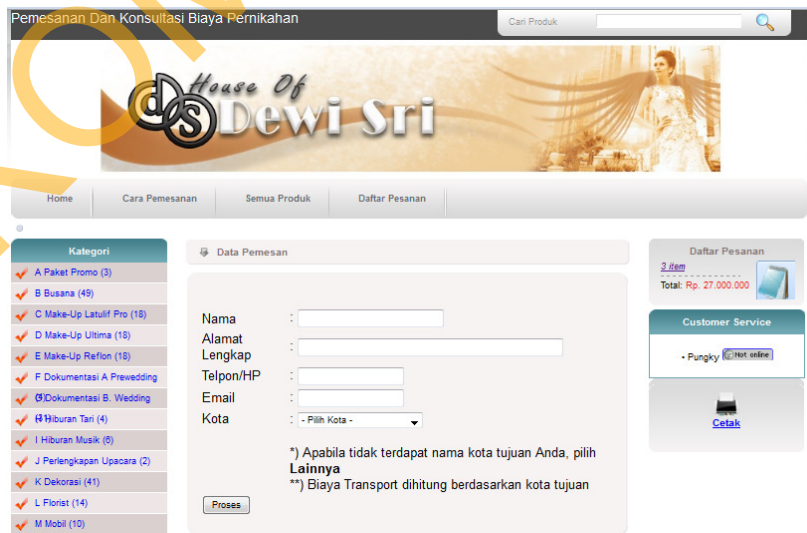 Pemesanan Dan Konsultasi Biaya Pernikahan
Cari Produk
dds
House Of
Dewi Sri
Home
Cara Pemesanan
Semua Produk
Daftar Pesanan
Kategori
A Paket Promo (3)
B Busana (49)
C Make-Up Latulif Pro (18)
D Make-Up Ultima (18)
E Make-Up Reflon (18)
F Dokumentasi A Prewedding
Dokumentasi B. Wedding
Hiburan Tari (4)
I Hiburan Musik (6)
J Perlengkapan Upacara (2)
K Dekorasi (41)
L Florist (14)
M Mobil (10)
Data Pemesan
Nama :
Alamat
Lengkap :
Telpon/HP :
Email :
Kota : - Pilih Kota -
*) Apabila tidak terdapat nama kota tujuan Anda, pilih
Lainnya
**) Biaya Transport dihitung berdasarkan kota tujuan
Proses
Daftar Pesanan
3 item
Total: Rp. 27.000.000
Customer Service
• Pungky Not online
Cetak